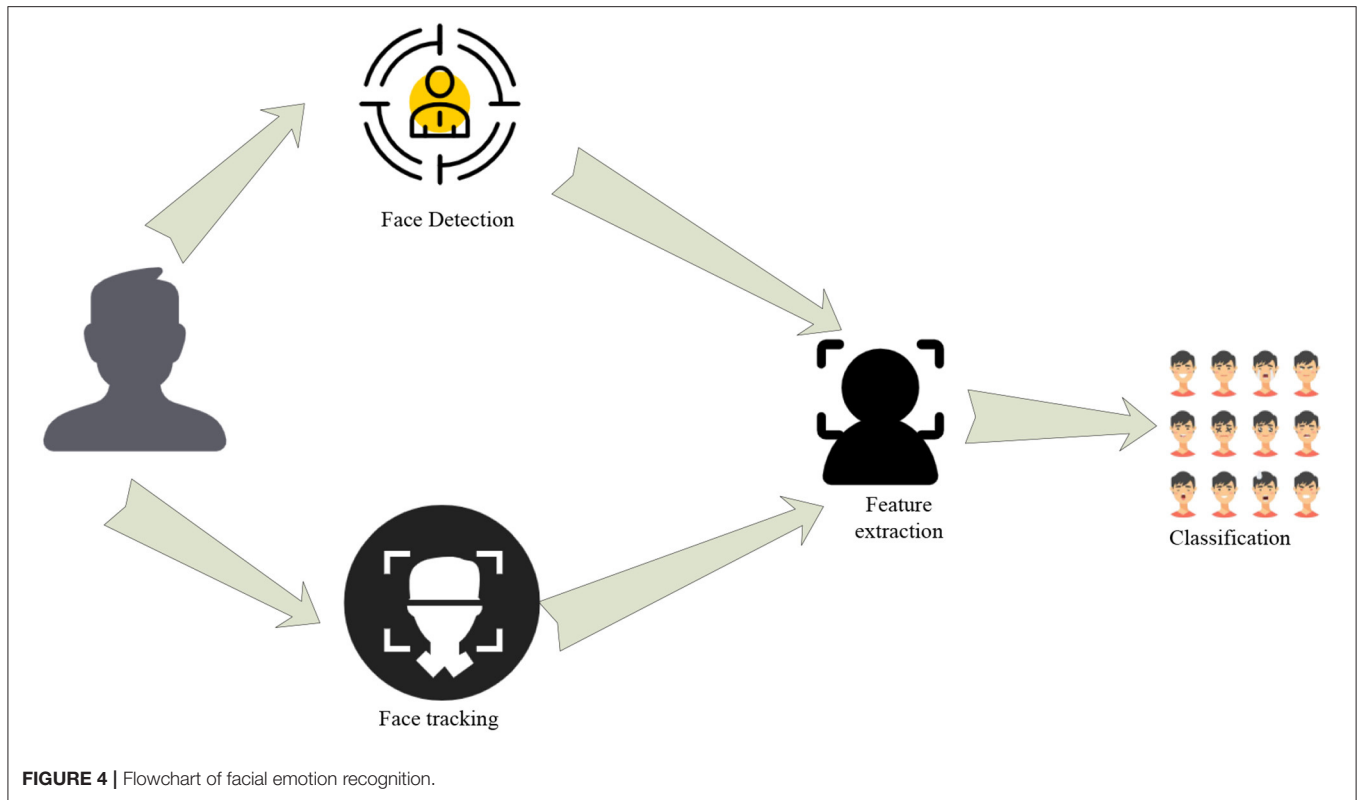 Face Detection
Feature
extraction
Classification
Face tracking
FIGURE 4 | Flowchart of facial emotion recognition.